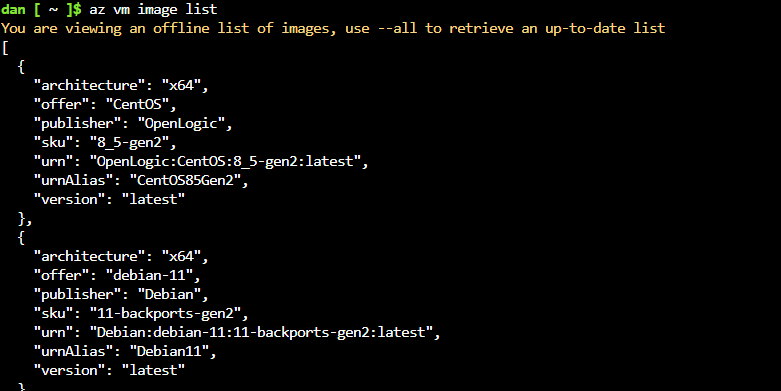 dan [ ~ ]$ az vm image list
You are viewing an offline list of images, use --all to retrieve an up-to-date list
[
  {
    "architecture": "x64",
    "offer": "CentOS",
    "publisher": "OpenLogic",
    "sku": "8_5-gen2",
    "urn": "OpenLogic:CentOS:8_5-gen2:latest",
    "urnAlias": "CentOS85Gen2",
    "version": "latest"
  },
  {
    "architecture": "x64",
    "offer": "debian-11",
    "publisher": "Debian",
    "sku": "11-backports-gen2",
    "urn": "Debian:debian-11:11-backports-gen2:latest",
    "urnAlias": "Debian11",
    "version": "latest"
  }